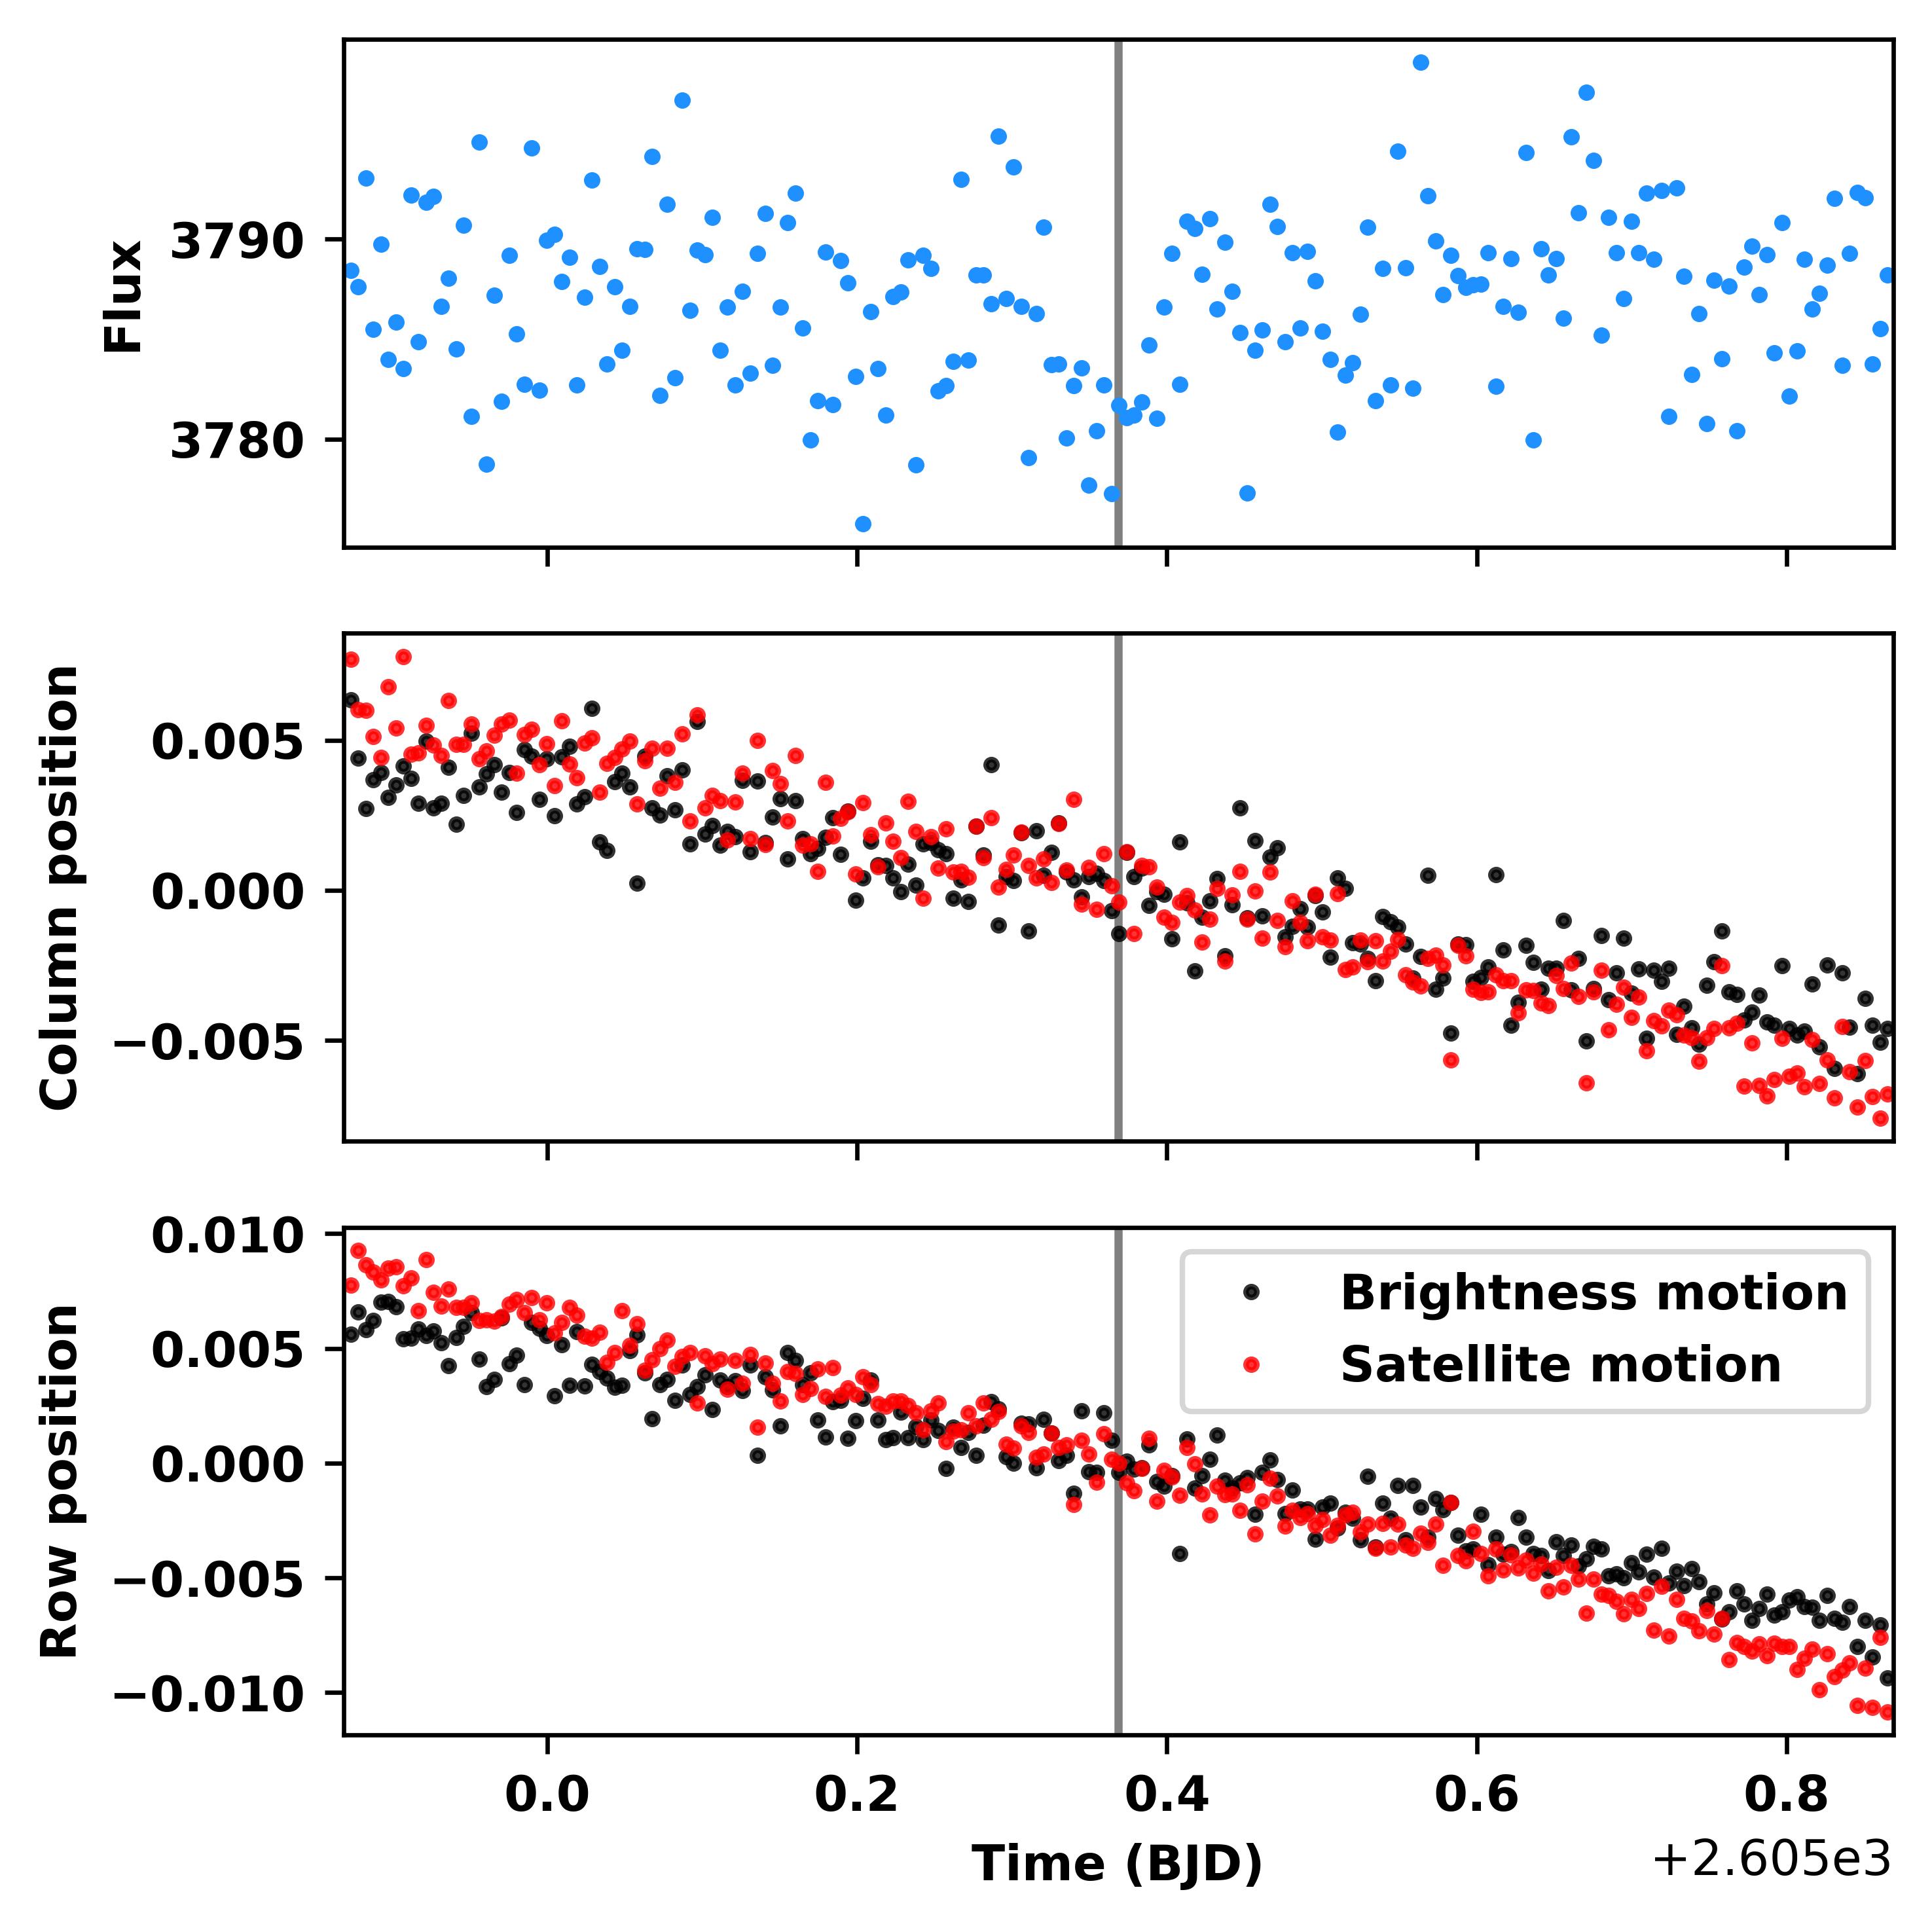 Flux
3790
3780
Column position
0.005
0.000
−0.005
Row position
0.010
0.005
0.000
−0.005
−0.010
Brightness motion
Satellite motion
0.0 0.2 0.4 0.6 0.8
Time (BJD)
+2.605e3